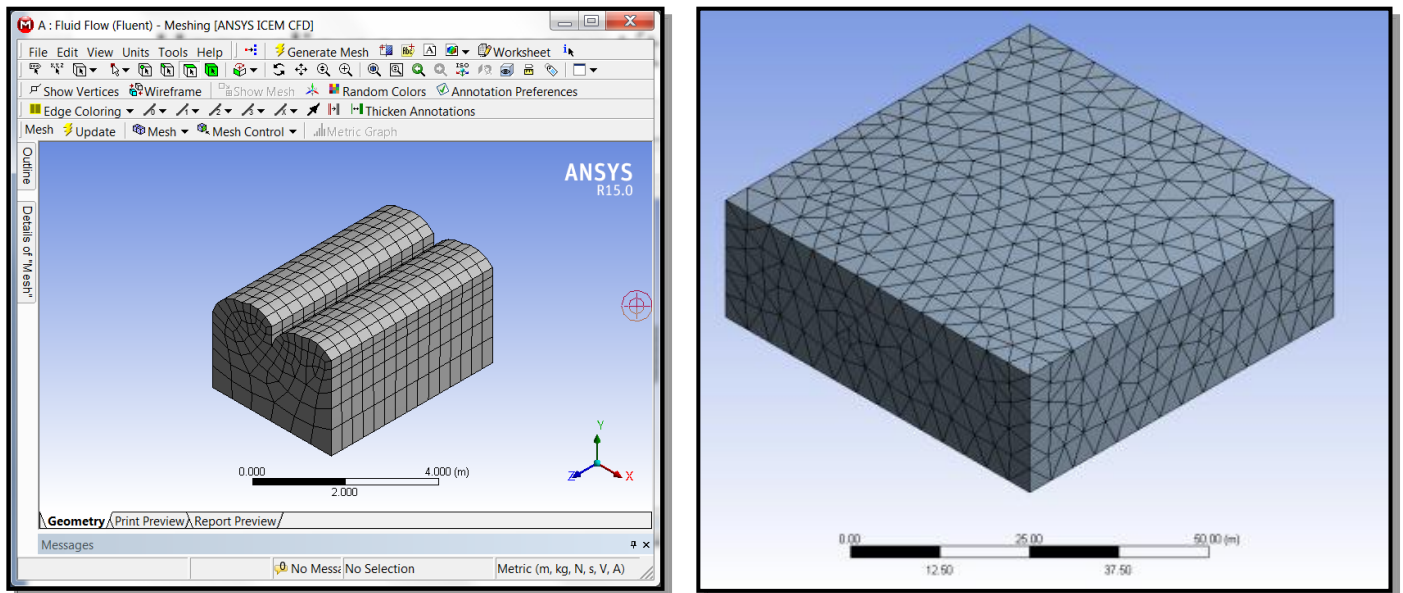 A : Fluid Flow (Fluent) - Meshing [ANSYS ICEM CFD]
File Edit View Units Tools Help Generate Mesh Worksheet
Show Vertices Wireframe Show Mesh Random Colors Annotation Preferences
Edge Coloring Thicken Annotations
Mesh Update Mesh Mesh Control Metric Graph
Outline
Details of "Mesh"
ANSYS
R15.0
Y
Z X
0.000 4.000 (m)
2.000
Geometry Print Preview Report Preview
Messages
0 No Messa No Selection Metric (m, kg, N, s, V, A)
0.00 25.00 50.00 (m)
12.50 37.50